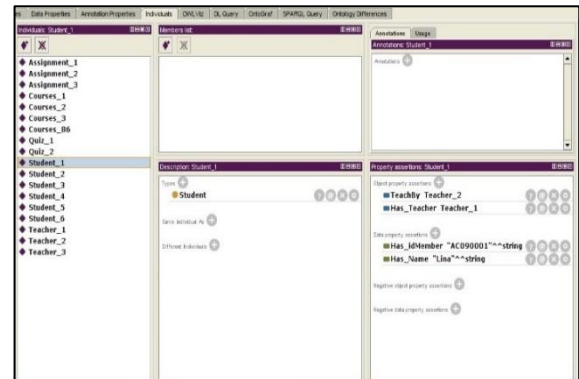 es Data Properties Annotation Properties Individuals OWLViz DL Query OntoGraf SPARQL Query Ontology Differences
Individuals: Student_1
Assignment_1
Assignment_2
Assignment_3
Courses_1
Courses_2
Courses_3
Courses_B6
Quiz_1
Quiz_2
Student_1
Student_2
Student_3
Student_4
Student_5
Student_6
Teacher_1
Teacher_2
Teacher_3
Members list:
Annotations Usage
Annotations: Student_1
Annotations
Description: Student_1
Types
Student
Same Individual As
Different Individuals
Property assertions: Student_1
Object property assertions
TeachBy Teacher_2
Has_Teacher Teacher_1
Data property assertions
Has_idMember "AC090001"^^string
Has_Name "Lina"^^string
Negative object property assertions
Negative data property assertions